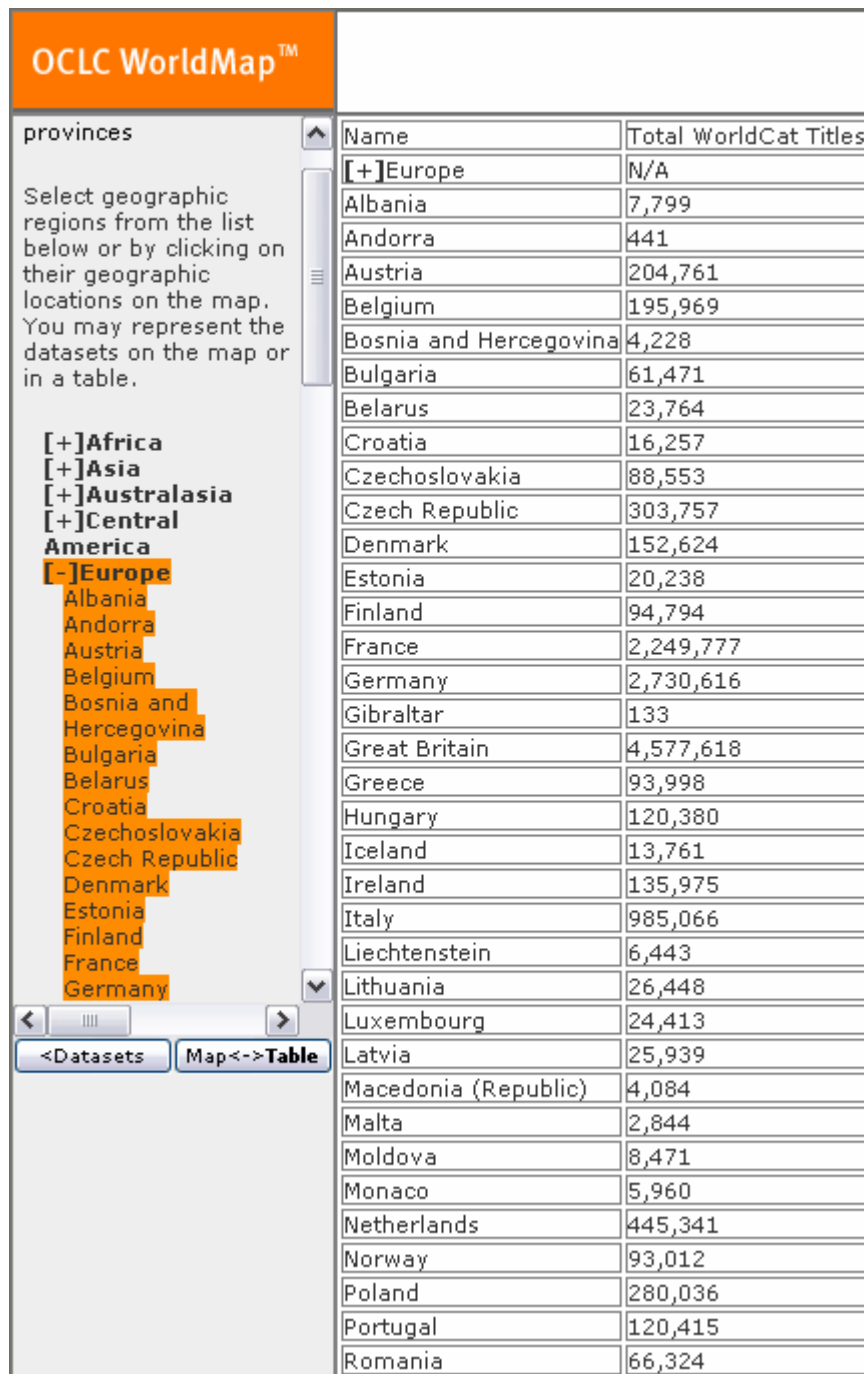 OCLC WorldMap™
provinces
Select geographic
regions from the list
below or by clicking on
their geographic
locations on the map.
You may represent the
datasets on the map or
in a table.
[+]Africa
[+]Asia
[+]Australasia
[+]Central
America
[-]Europe
Albania
Andorra
Austria
Belgium
Bosnia and
Hercegovina
Bulgaria
Belarus
Croatia
Czechoslovakia
Czech Republic
Denmark
Estonia
Finland
France
Germany
<Datasets Map<->Table
Name Total WorldCat Titles
[+]Europe N/A
Albania 7,799
Andorra 441
Austria 204,761
Belgium 195,969
Bosnia and Hercegovina 4,228
Bulgaria 61,471
Belarus 23,764
Croatia 16,257
Czechoslovakia 88,553
Czech Republic 303,757
Denmark 152,624
Estonia 20,238
Finland 94,794
France 2,249,777
Germany 2,730,616
Gibraltar 133
Great Britain 4,577,618
Greece 93,998
Hungary 120,380
Iceland 13,761
Ireland 135,975
Italy 985,066
Liechtenstein 6,443
Lithuania 26,448
Luxembourg 24,413
Latvia 25,939
Macedonia (Republic) 4,084
Malta 2,844
Moldova 8,471
Monaco 5,960
Netherlands 445,341
Norway 93,012
Poland 280,036
Portugal 120,415
Romania 66,324